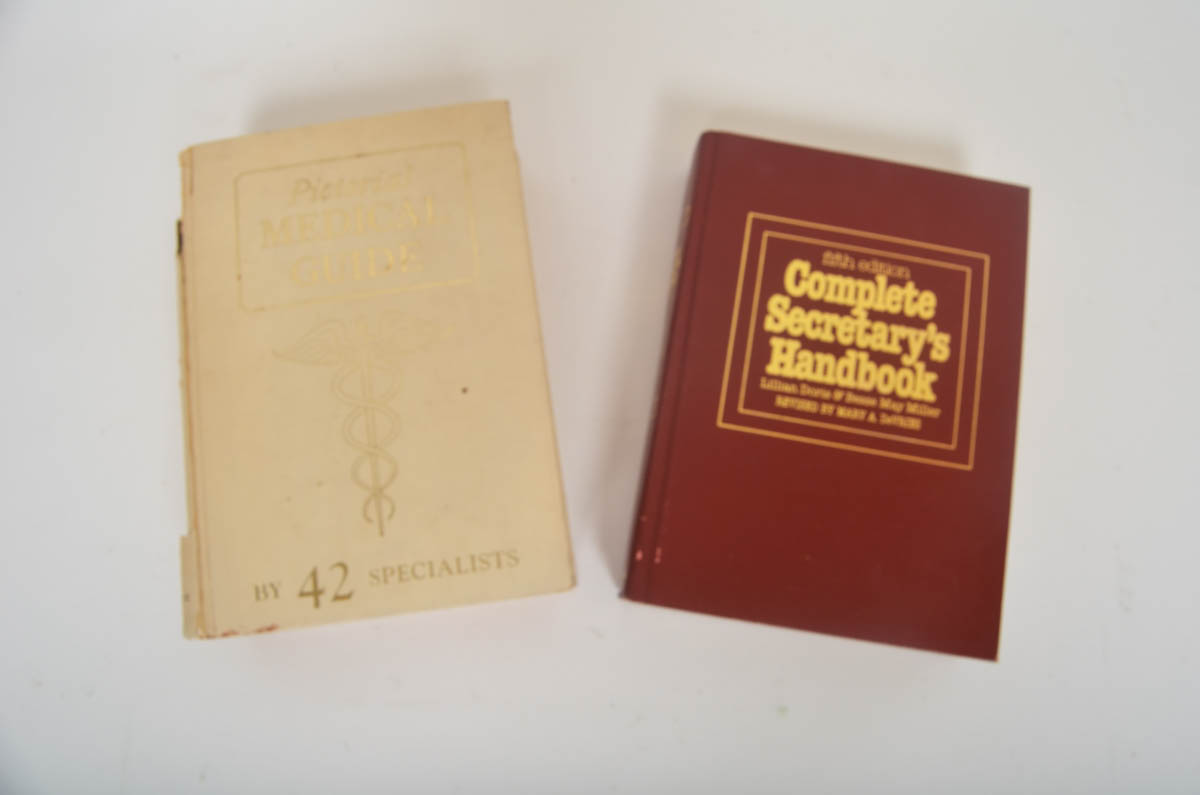 Pictorial
MEDICAL
GUIDE
BY 42 SPECIALISTS
fifth edition
Complete
Secretary's
Handbook
Lillian Doris & Besse May Miller
REVISED BY MARY A. DeVRIES